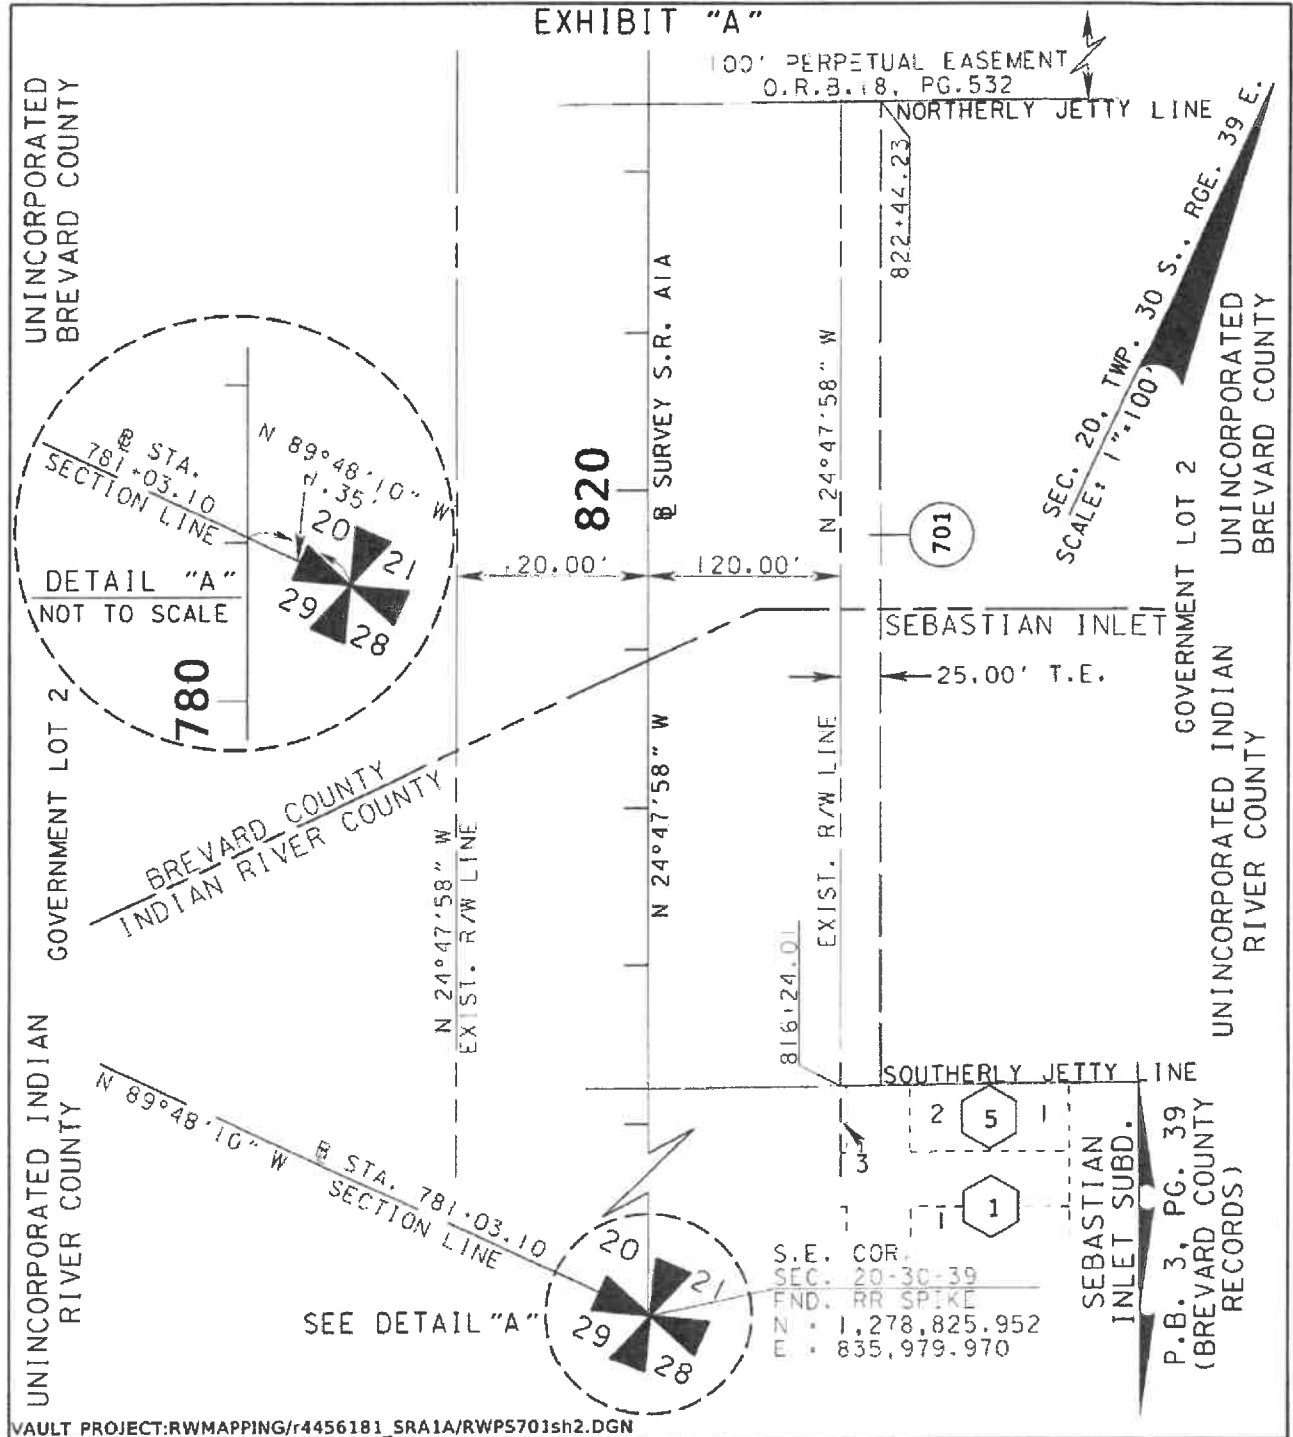 EXHIBIT "A"
100' PERPETUAL EASEMENT
O.R.B.18, PG.532
NORTHERLY JETTY LINE
822+44.23
UNINCORPORATED
BREVARD COUNTY
SEC. 20, TWP. 30 S., RGE. 39 E.
SCALE: 1"=100'
UNINCORPORATED
BREVARD COUNTY
GOVERNMENT LOT 2
℄ SURVEY S.R. A1A
820
N 24°47'58" W
N 24°47'58" W
701
℄ STA.
781+03.10
SECTION LINE
N 89°48'10" W
1.35'
20
21
29
28
DETAIL "A"
NOT TO SCALE
780
120.00'
120.00'
SEBASTIAN INLET
25.00' T.E.
GOVERNMENT LOT 2
BREVARD COUNTY
INDIAN RIVER COUNTY
N 24°47'58" W
EXIST. R/W LINE
EXIST. R/W LINE
816+24.01
UNINCORPORATED INDIAN
RIVER COUNTY
SOUTHERLY JETTY LINE
2
5
1
3
1
1
SEBASTIAN
INLET SUBD.
P.B. 3, PG. 39
(BREVARD COUNTY
RECORDS)
UNINCORPORATED INDIAN
RIVER COUNTY
N 89°48'10" W
℄ STA. 781+03.10
SECTION LINE
20
21
29
28
SEE DETAIL "A"
S.E. COR.
SEC. 20-30-39
FND. RR SPIKE
N = 1,278,825.952
E = 835,979.970
VAULT PROJECT:RWMAPPING/r4456181_SRA1A/RWPS701sh2.DGN